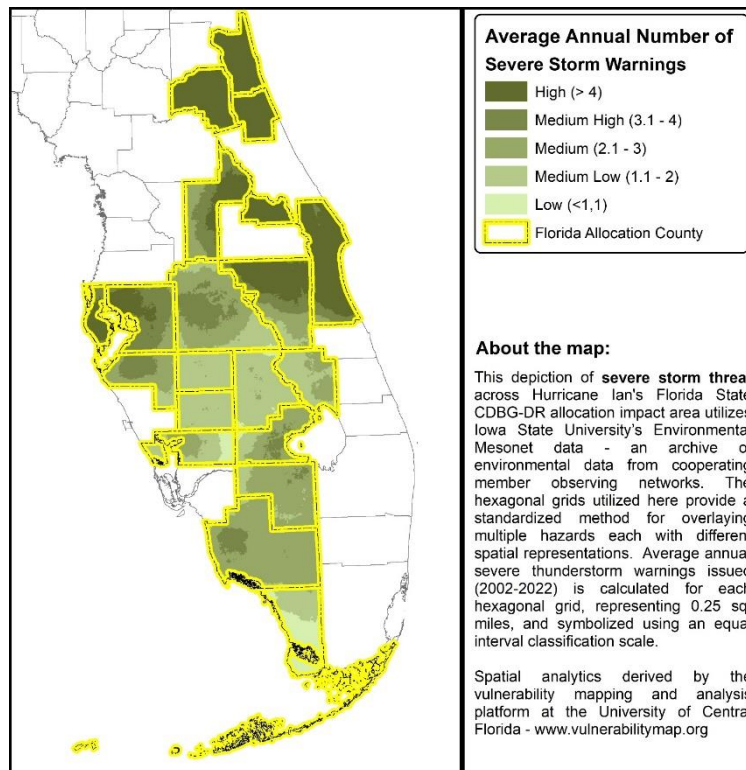 Average Annual Number of
Severe Storm Warnings
High (> 4)
Medium High (3.1 - 4)
Medium (2.1 - 3)
Medium Low (1.1 - 2)
Low (<1,1)
Florida Allocation County
About the map:
This depiction of severe storm threa
across Hurricane Ian's Florida State
CDBG-DR allocation impact area utilizes
Iowa State University's Environmental
Mesonet data - an archive o
environmental data from cooperating
member observing networks. The
hexagonal grids utilized here provide a
standardized method for overlaying
multiple hazards each with differen
spatial representations. Average annua
severe thunderstorm warnings issued
(2002-2022) is calculated for each
hexagonal grid, representing 0.25 sq
miles, and symbolized using an equa
interval classification scale.
Spatial analytics derived by the
vulnerability mapping and analysis
platform at the University of Centra
Florida - www.vulnerabilitymap.org